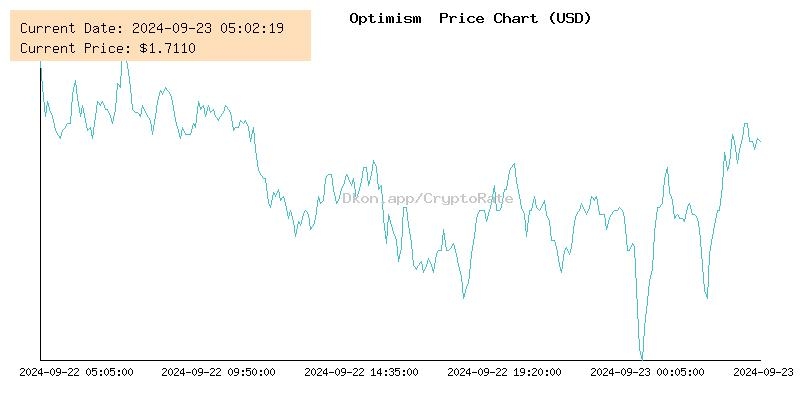 Optimism Price Chart (USD)
Current Date: 2024-09-23 05:02:19
Current Price: $1.7110
Dkon.app/CryptoRate
2024-09-22 05:05:00 2024-09-22 09:50:00 2024-09-22 14:35:00 2024-09-22 19:20:00 2024-09-23 00:05:00 2024-09-23